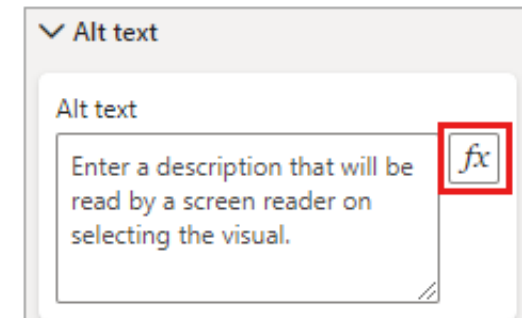 Alt text
Alt text
Enter a description that will be
read by a screen reader on
selecting the visual.
fx